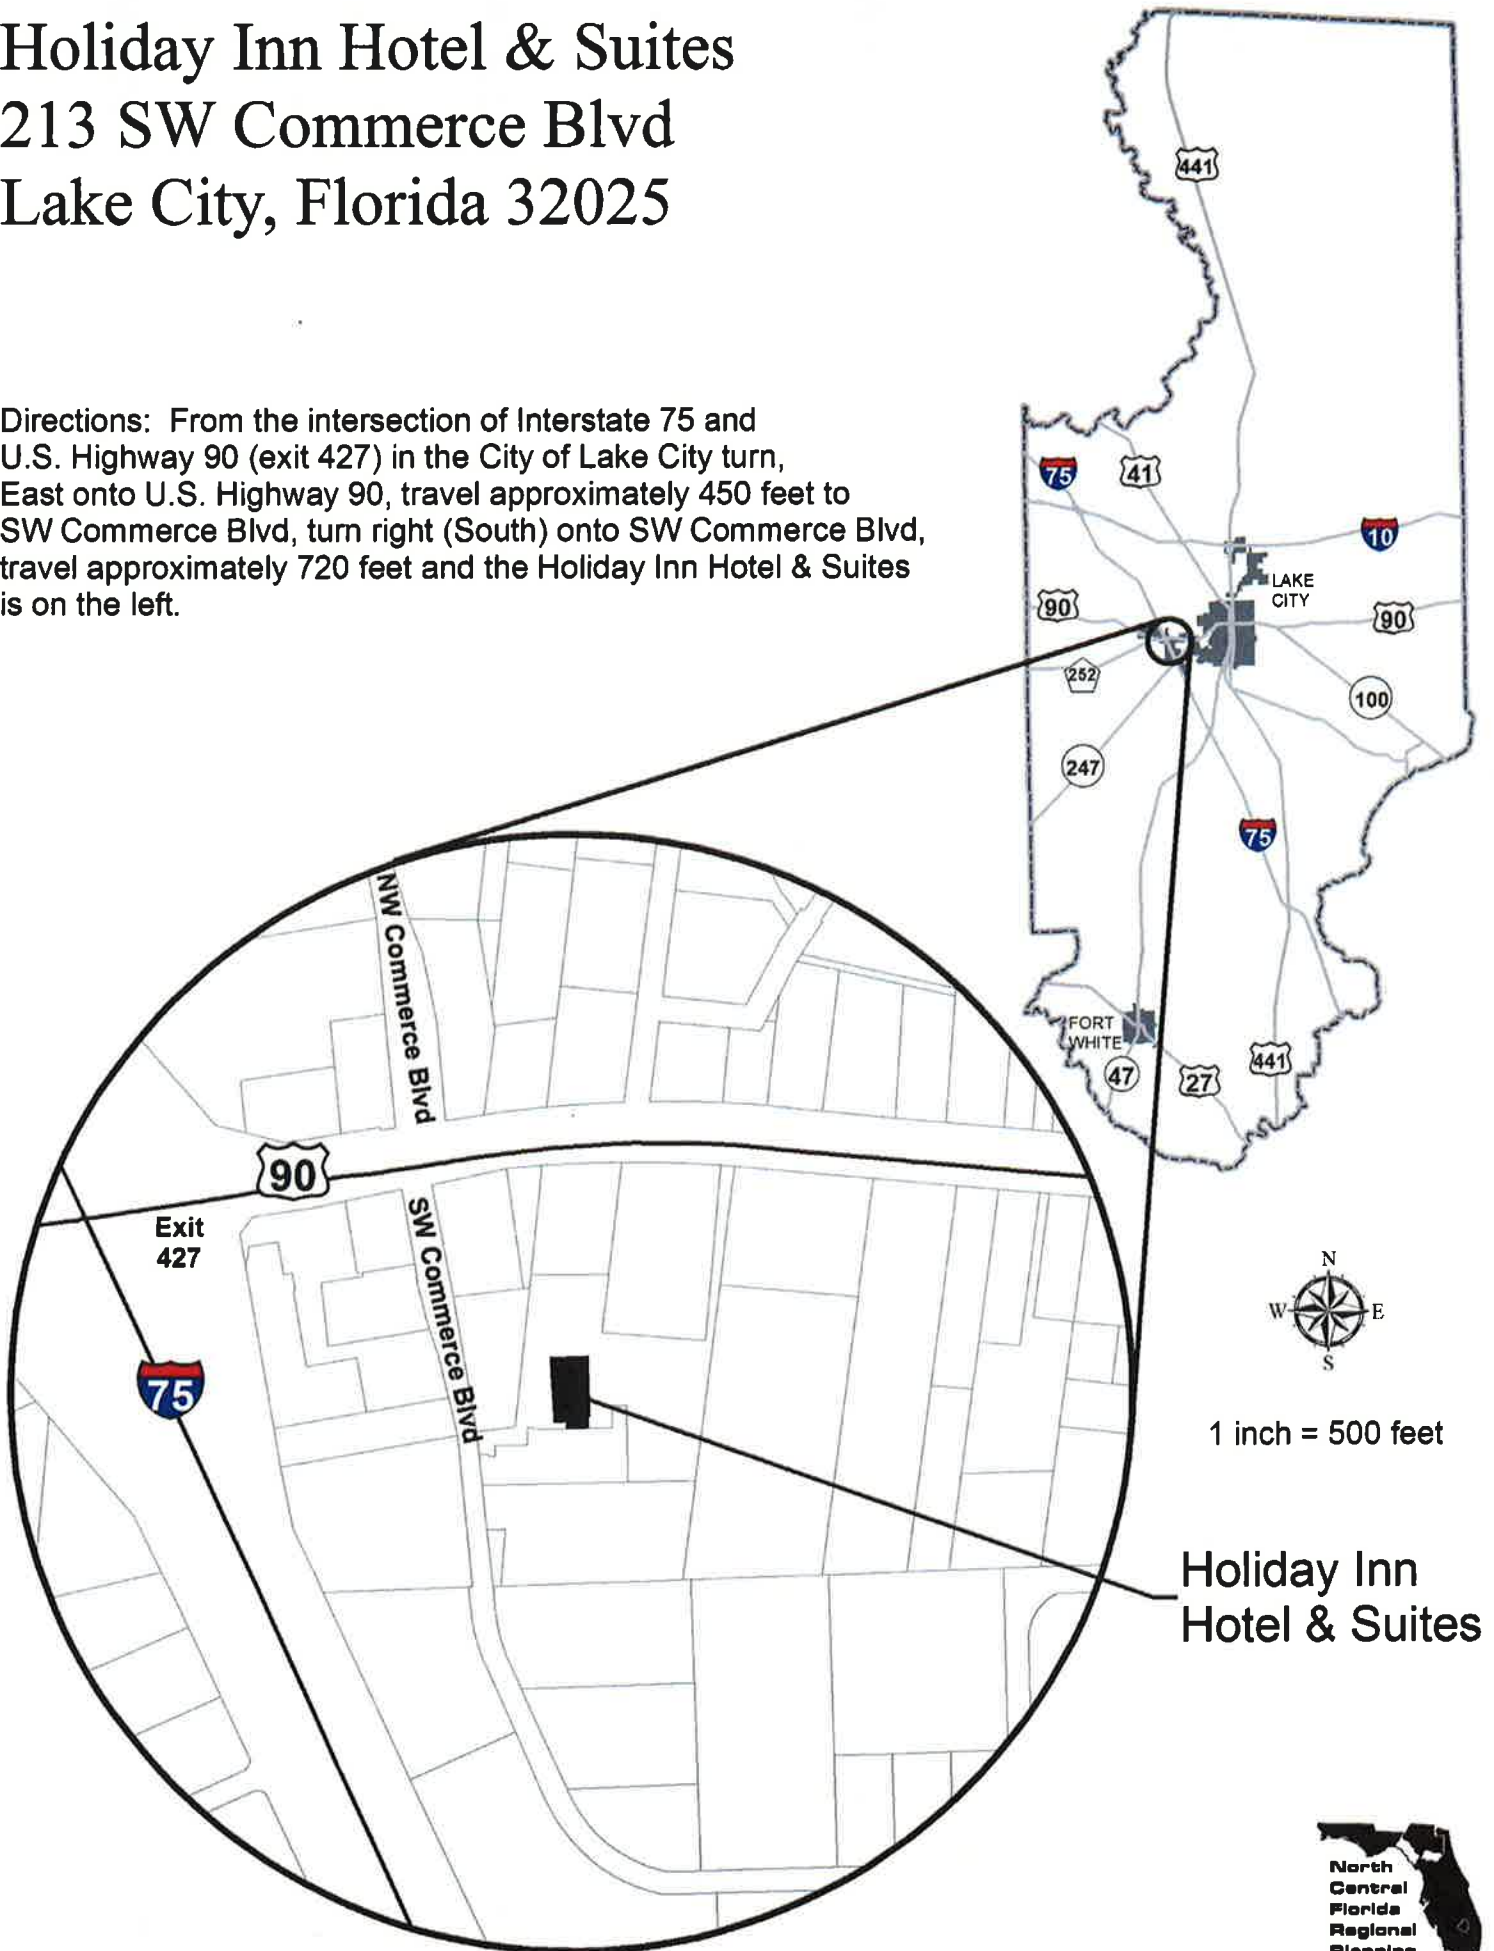 Holiday Inn Hotel & Suites
213 SW Commerce Blvd
Lake City, Florida 32025
Directions: From the intersection of Interstate 75 and
U.S. Highway 90 (exit 427) in the City of Lake City turn,
East onto U.S. Highway 90, travel approximately 450 feet to
SW Commerce Blvd, turn right (South) onto SW Commerce Blvd,
travel approximately 720 feet and the Holiday Inn Hotel & Suites
is on the left.
441
75
41
10
LAKE
CITY
90
90
252
100
247
75
FORT
WHITE
47
27
441
NW Commerce Blvd
90
Exit
427
SW Commerce Blvd
75
N
W
E
S
1 inch = 500 feet
Holiday Inn
Hotel & Suites
North
Central
Florida
Regional
Planning